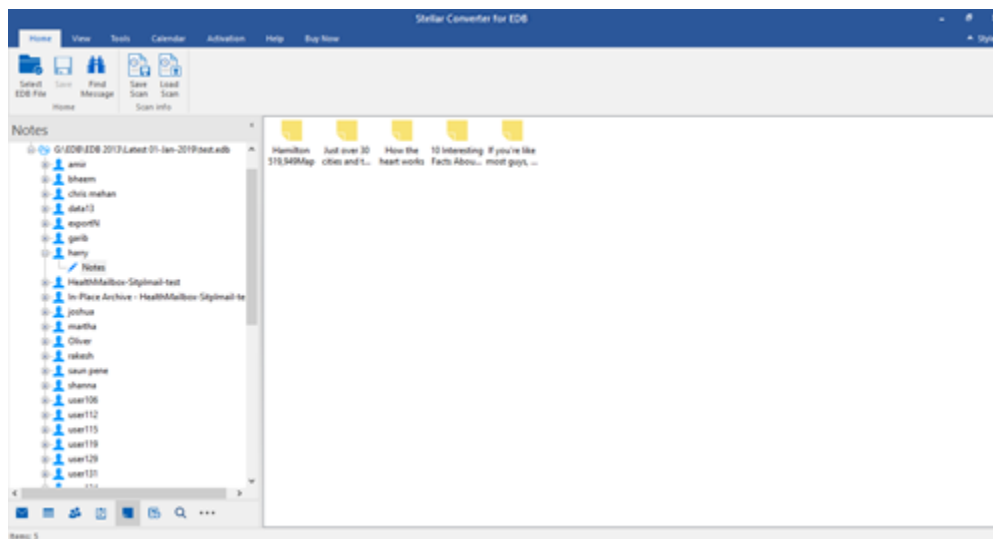 Stellar Converter for EDB
Home View Tools Calendar Activation Help Buy Now
Style
Select EDB File
Save
Find Message
Save Scan
Load Scan
Home
Scan info
Notes
G:\EDB\EDB 2013\Latest 01-Jan-2019\test.edb
amir
bheem
chris mehan
data13
exportN
garib
harry
Notes
HealthMailbox-Sitplmail-test
In-Place Archive - HealthMailbox-Sitplmail-te
joshua
martha
Oliver
rakesh
saun pene
shanna
user106
user112
user115
user119
user129
user131
Hamilton 519,949Map
Just over 30 cities and t...
How the heart works
10 Interesting Facts Abou...
If you're like most guys, ...
Items: 5